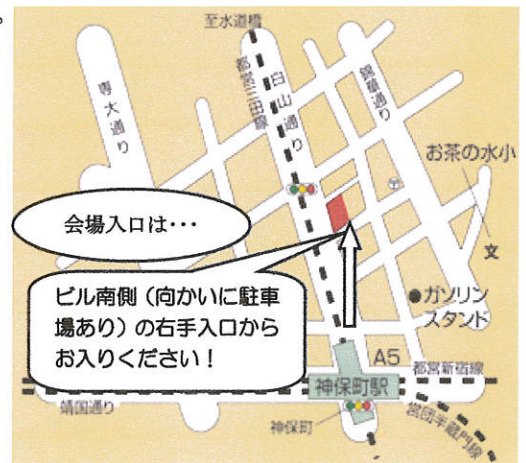 。
至水道橋
専大通り
都営三田線
白山通り
錦華通り
お茶の水小
〒
文
会場入口は・・・
ビル南側（向かいに駐車
場あり）の右手入口から
お入りください！
●ガソリン
スタンド
A5
都営新宿線
神保町駅
靖国通り
神保町
営団半蔵門線